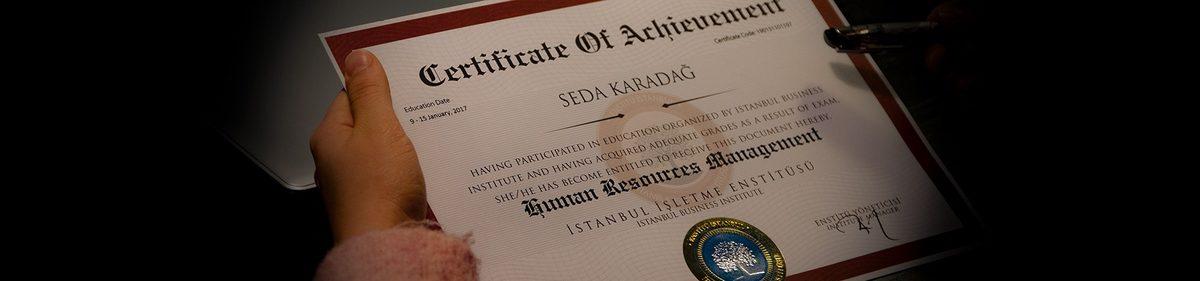 Certificate Of Achievement
Certificate Code:
Education Date
9 - 15 January, 2017
SEDA KARADAĞ
HAVING PARTICIPATED IN EDUCATION ORGANIZED BY ISTANBUL BUSINESS
INSTITUTE AND HAVING ACQUIRED ADEQUATE GRADES AS A RESULT OF EXAM,
SHE/HE HAS BECOME ENTITLED TO RECEIVE THIS DOCUMENT HEREBY.
Human Resources Management
İSTANBUL İŞLETME ENSTİTÜSÜ
ISTANBUL BUSINESS INSTITUTE
ENSTİTÜ YÖNETİCİSİ
INSTITUTE MANAGER